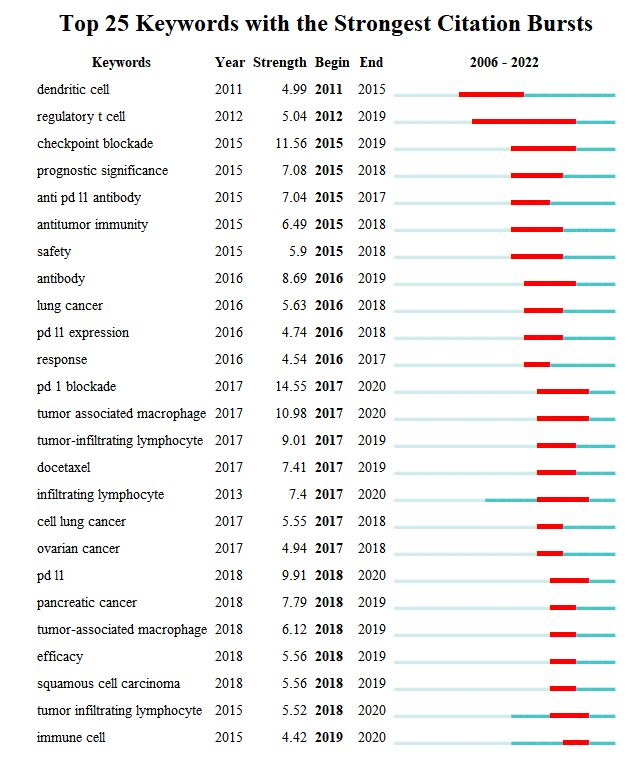 Top 25 Keywords with the Strongest Citation Bursts
Keywords Year Strength Begin End 2006 - 2022
dendritic cell 2011 4.99 2011 2015
regulatory t cell 2012 5.04 2012 2019
checkpoint blockade 2015 11.56 2015 2019
prognostic significance 2015 7.08 2015 2018
anti pd l1 antibody 2015 7.04 2015 2017
antitumor immunity 2015 6.49 2015 2018
safety 2015 5.9 2015 2018
antibody 2016 8.69 2016 2019
lung cancer 2016 5.63 2016 2018
pd l1 expression 2016 4.74 2016 2018
response 2016 4.54 2016 2017
pd 1 blockade 2017 14.55 2017 2020
tumor associated macrophage 2017 10.98 2017 2020
tumor-infiltrating lymphocyte 2017 9.01 2017 2019
docetaxel 2017 7.41 2017 2019
infiltrating lymphocyte 2013 7.4 2017 2020
cell lung cancer 2017 5.55 2017 2018
ovarian cancer 2017 4.94 2017 2018
pd l1 2018 9.91 2018 2020
pancreatic cancer 2018 7.79 2018 2019
tumor-associated macrophage 2018 6.12 2018 2019
efficacy 2018 5.56 2018 2019
squamous cell carcinoma 2018 5.56 2018 2019
tumor infiltrating lymphocyte 2015 5.52 2018 2020
immune cell 2015 4.42 2019 2020